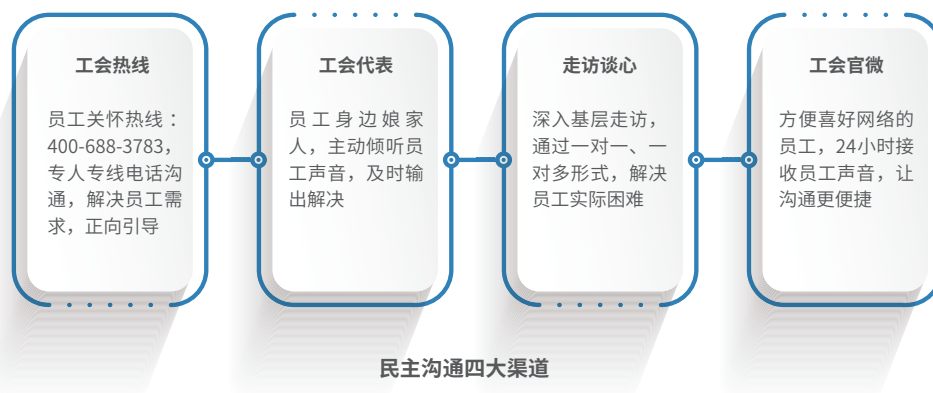 工会热线
员工关怀热线：
400-688-3783，
专人专线电话沟
通，解决员工需
求，正向引导
工会代表
员工身边娘家
人，主动倾听员
工声音，及时输
出解决
走访谈心
深入基层走访，
通过一对一、一
对多形式，解决
员工实际困难
工会官微
方便喜好网络的
员工，24小时接
收员工声音，让
沟通更便捷
民主沟通四大渠道